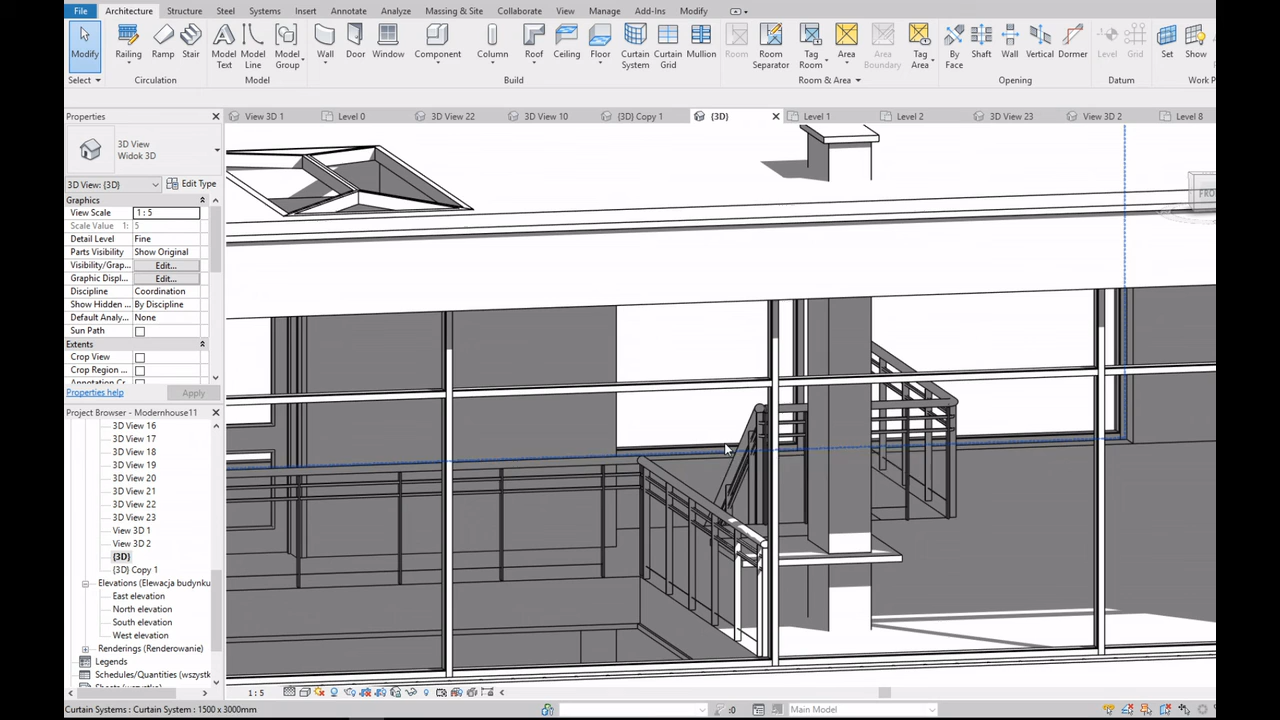 File Architecture Structure Steel Systems Insert Annotate Analyze Massing & Site Collaborate View Manage Add-Ins Modify
Modify Railing Ramp Stair Model Text Model Line Model Group Wall Door Window Component Column Roof Ceiling Floor Curtain System Curtain Grid Mullion Room Room Separator Tag Room Area Area Boundary Tag Area By Face Shaft Wall Vertical Dormer Level Grid Set Show
Select Circulation Model Build Room & Area Opening Datum Work P
Properties View 3D 1 Level 0 3D View 22 3D View 10 {3D} Copy 1 {3D} Level 1 Level 2 3D View 23 View 3D 2 Level 8
3D View
Widok 3D
3D View: {3D} Edit Type
Graphics
View Scale 1 : 5
Scale Value 1: 5
Detail Level Fine
Parts Visibility Show Original
Visibility/Grap... Edit...
Graphic Displ... Edit...
Discipline Coordination
Show Hidden ... By Discipline
Default Analy... None
Sun Path
Extents
Crop View
Crop Region ...
Annotation Cr
Properties help Apply
FRO
Project Browser - Modernhouse11
3D View 16
3D View 17
3D View 18
3D View 19
3D View 20
3D View 21
3D View 22
3D View 23
View 3D 1
View 3D 2
{3D}
{3D} Copy 1
Elevations (Elewacja budynku
East elevation
North elevation
South elevation
West elevation
Renderings (Renderowanie)
Legends
Schedules/Quantities (wszystk
1 : 5
Curtain Systems : Curtain System : 1500 x 3000mm :0 Main Model